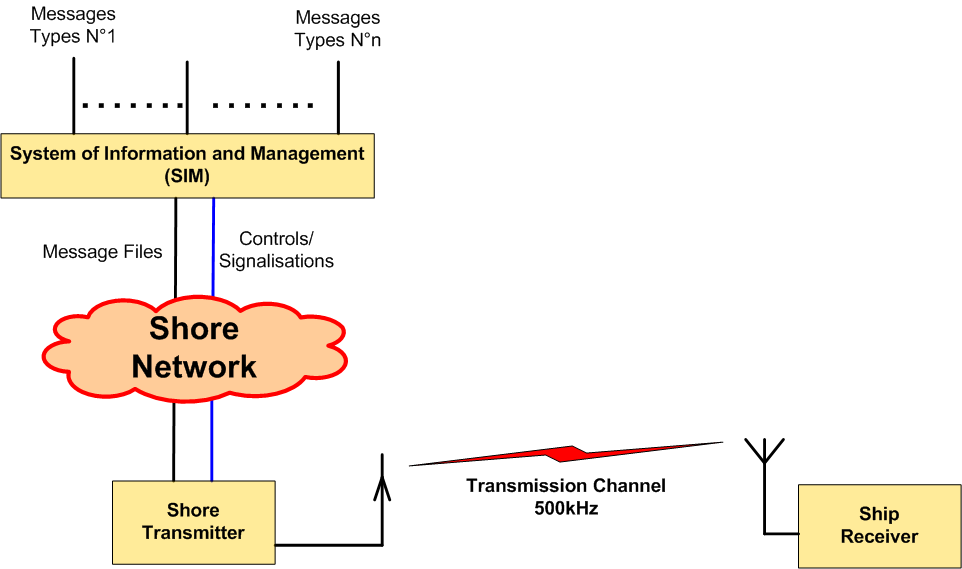 Messages
Types N°1
Messages
Types N°n
System of Information and Management
(SIM)
Message Files
Controls/
Signalisations
Shore
Network
Transmission Channel
500kHz
Shore
Transmitter
Ship
Receiver